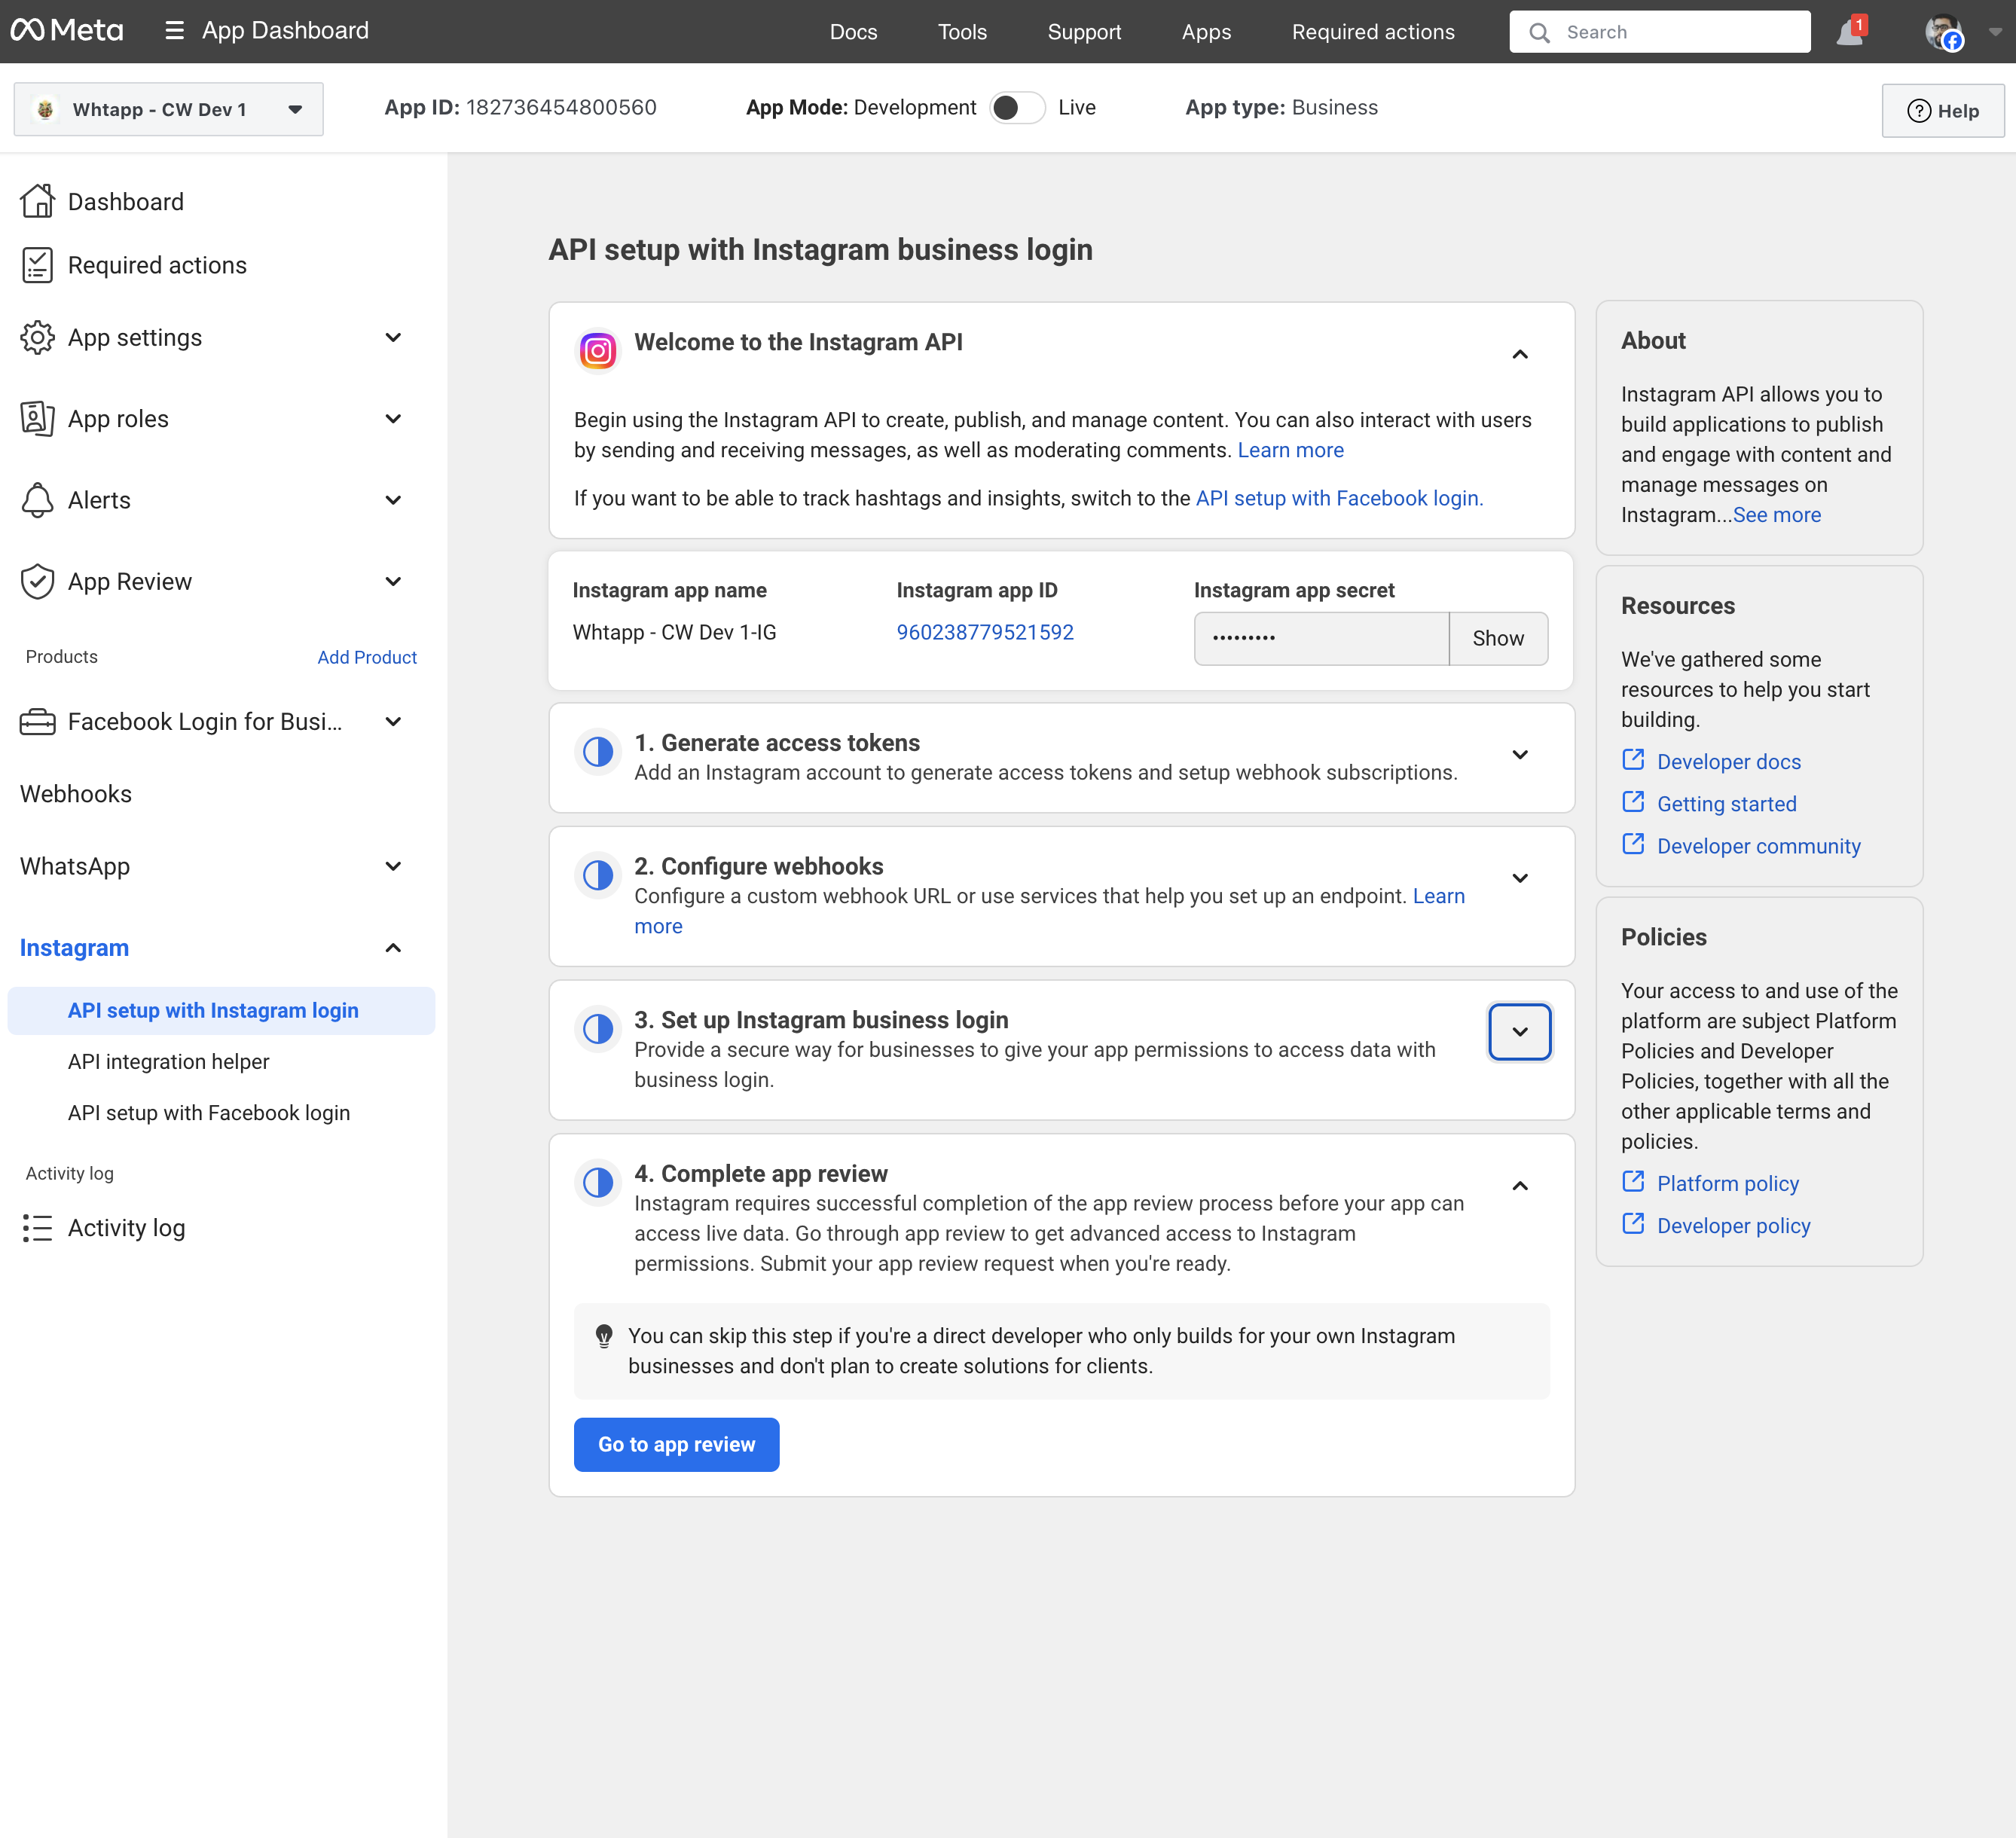 Meta
App Dashboard
Docs
Tools
Support
Apps
Required actions
Search
1
Whtapp - CW Dev 1
App ID: 182736454800560
App Mode: Development
Live
App type: Business
Help
Dashboard
Required actions
App settings
App roles
Alerts
App Review
Products
Add Product
Facebook Login for Busi...
Webhooks
WhatsApp
Instagram
API setup with Instagram login
API integration helper
API setup with Facebook login
Activity log
Activity log
API setup with Instagram business login
Welcome to the Instagram API
Begin using the Instagram API to create, publish, and manage content. You can also interact with users
by sending and receiving messages, as well as moderating comments. Learn more
If you want to be able to track hashtags and insights, switch to the API setup with Facebook login.
Instagram app name
Whtapp - CW Dev 1-IG
Instagram app ID
960238779521592
Instagram app secret
•••••••••
Show
1. Generate access tokens
Add an Instagram account to generate access tokens and setup webhook subscriptions.
2. Configure webhooks
Configure a custom webhook URL or use services that help you set up an endpoint. Learn
more
3. Set up Instagram business login
Provide a secure way for businesses to give your app permissions to access data with
business login.
4. Complete app review
Instagram requires successful completion of the app review process before your app can
access live data. Go through app review to get advanced access to Instagram
permissions. Submit your app review request when you're ready.
You can skip this step if you're a direct developer who only builds for your own Instagram
businesses and don't plan to create solutions for clients.
Go to app review
About
Instagram API allows you to
build applications to publish
and engage with content and
manage messages on
Instagram...See more
Resources
We've gathered some
resources to help you start
building.
Developer docs
Getting started
Developer community
Policies
Your access to and use of the
platform are subject Platform
Policies and Developer
Policies, together with all the
other applicable terms and
policies.
Platform policy
Developer policy